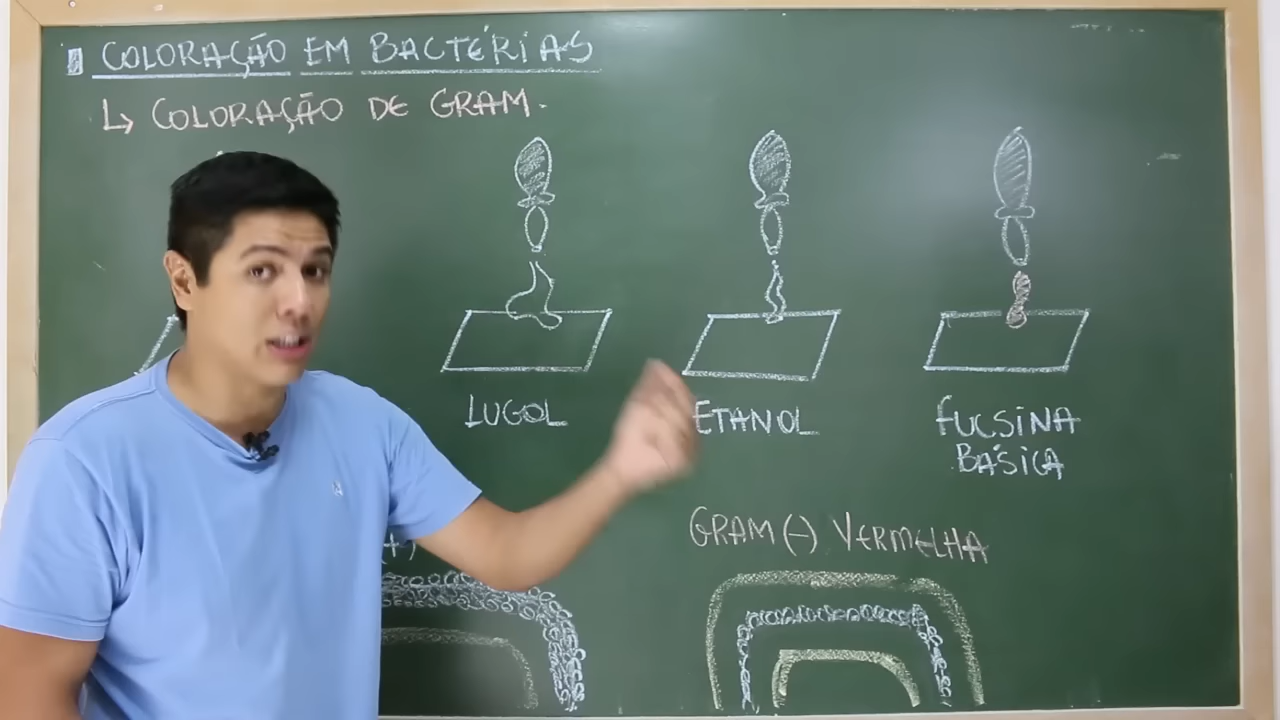 COLORAÇÃO EM BACTÉRIAS
↳ COLORAÇÃO DE GRAM.
LUGOL
ETANOL
FUCSINA
BÁSICA
+)
GRAM (-) VERMELHA